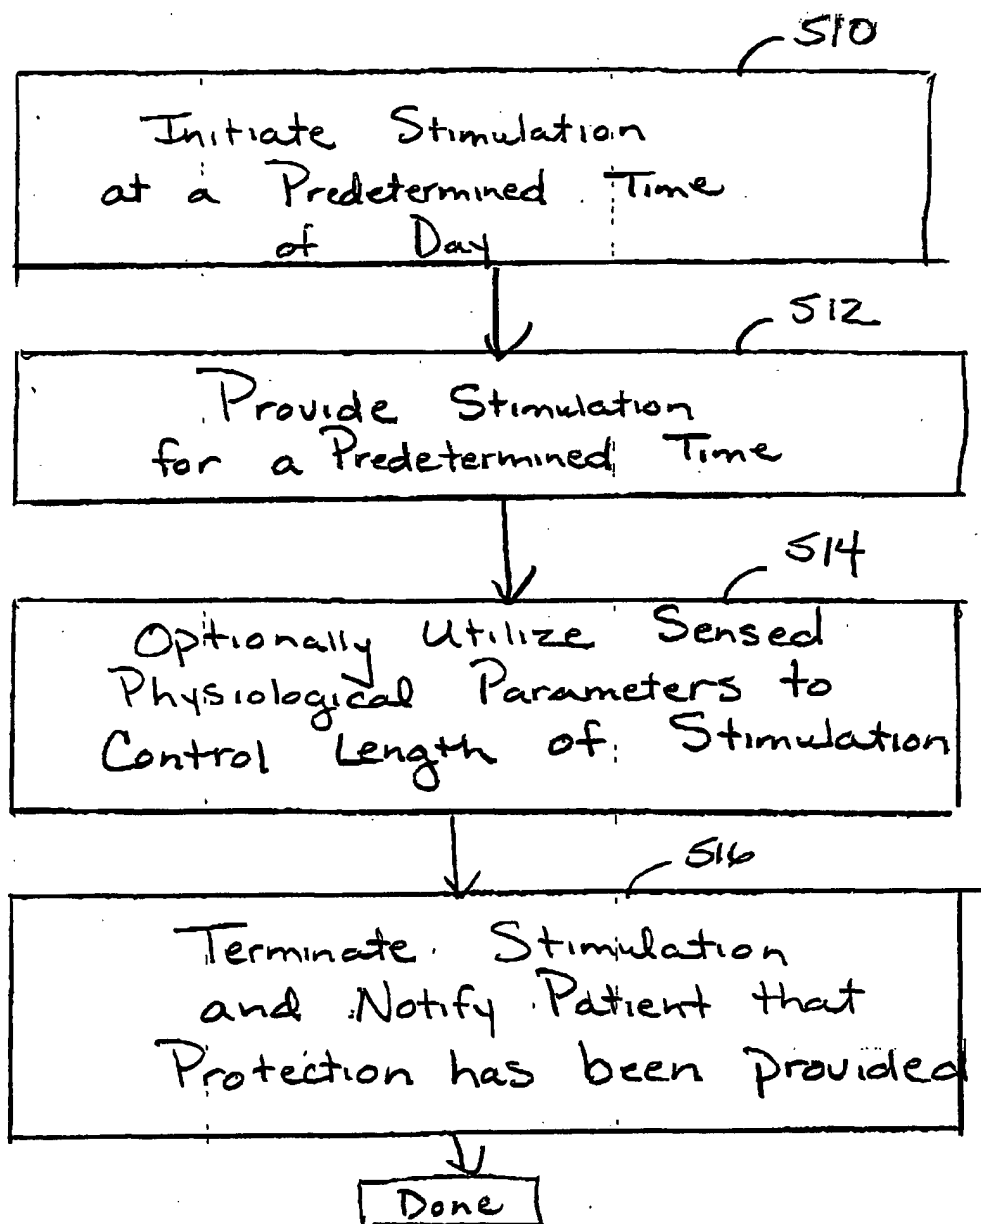 510
Initiate Stimulation
at a Predetermined Time
of Day
512
Provide Stimulation
for a Predetermined Time
514
Optionally Utilize Sensed
Physiological Parameters to
Control Length of Stimulation
516
Terminate Stimulation
and Notify Patient that
Protection has been provided
Done